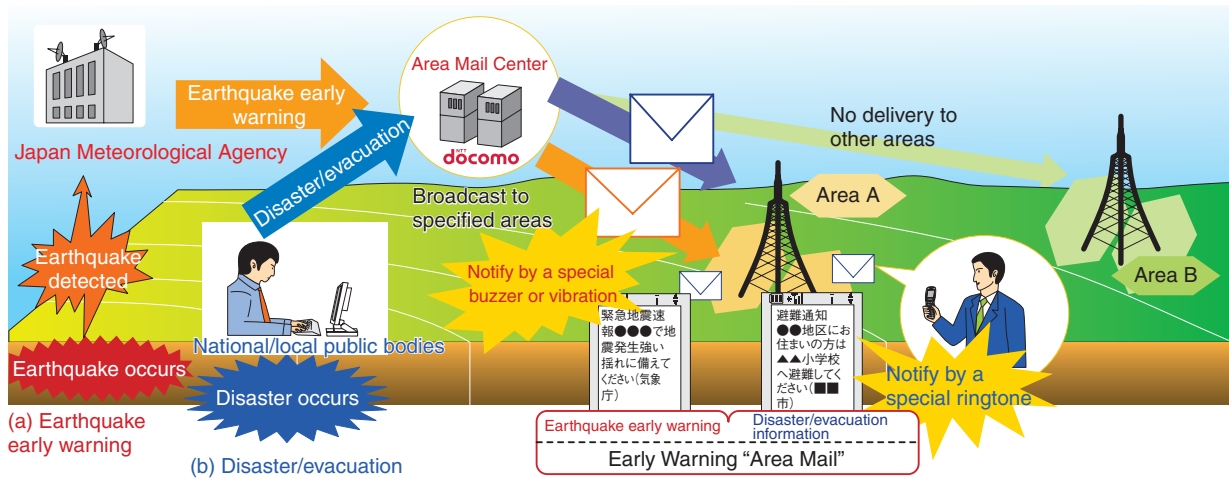 Area Mail Center
NTT
docomo
Earthquake early
warning
Japan Meteorological Agency
Disaster/evacuation
No delivery to
other areas
Broadcast to
specified areas
Area A
Area B
Earthquake
detected
Notify by a special
buzzer or vibration
National/local public bodies
緊急地震速
報●●●で地
震発生強い
揺れに備えて
ください(気象
庁)
避難通知
●●地区にお
住まいの方は
▲▲小学校
へ避難してく
ださい(■■
市)
Notify by a
special ringtone
Earthquake occurs
Disaster occurs
(a) Earthquake
early warning
(b) Disaster/evacuation
Earthquake early warning
Disaster/evacuation
information
Early Warning “Area Mail”